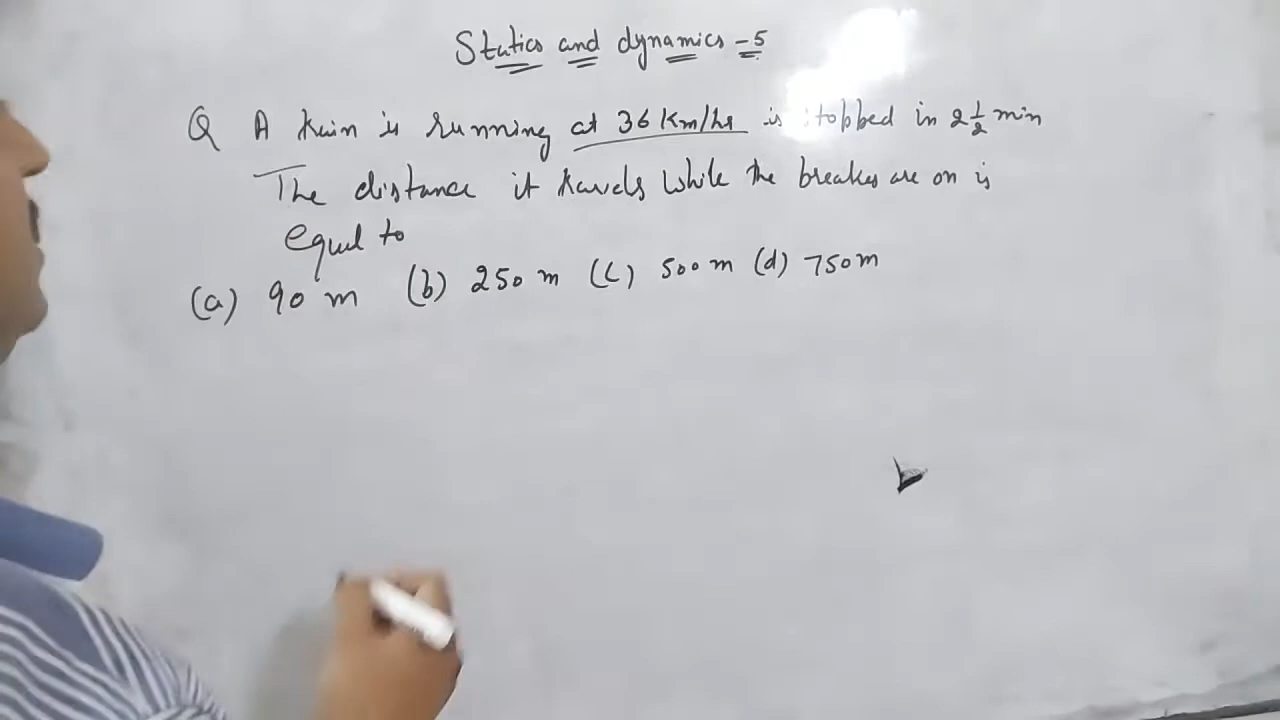 Statics and dynamics - 5
Q A train is running at 36 km/hr is stopped in 2 1/2 min
The distance it travels while the breakes are on is
equal to
(a) 90 m (b) 250 m (c) 500 m (d) 750 m